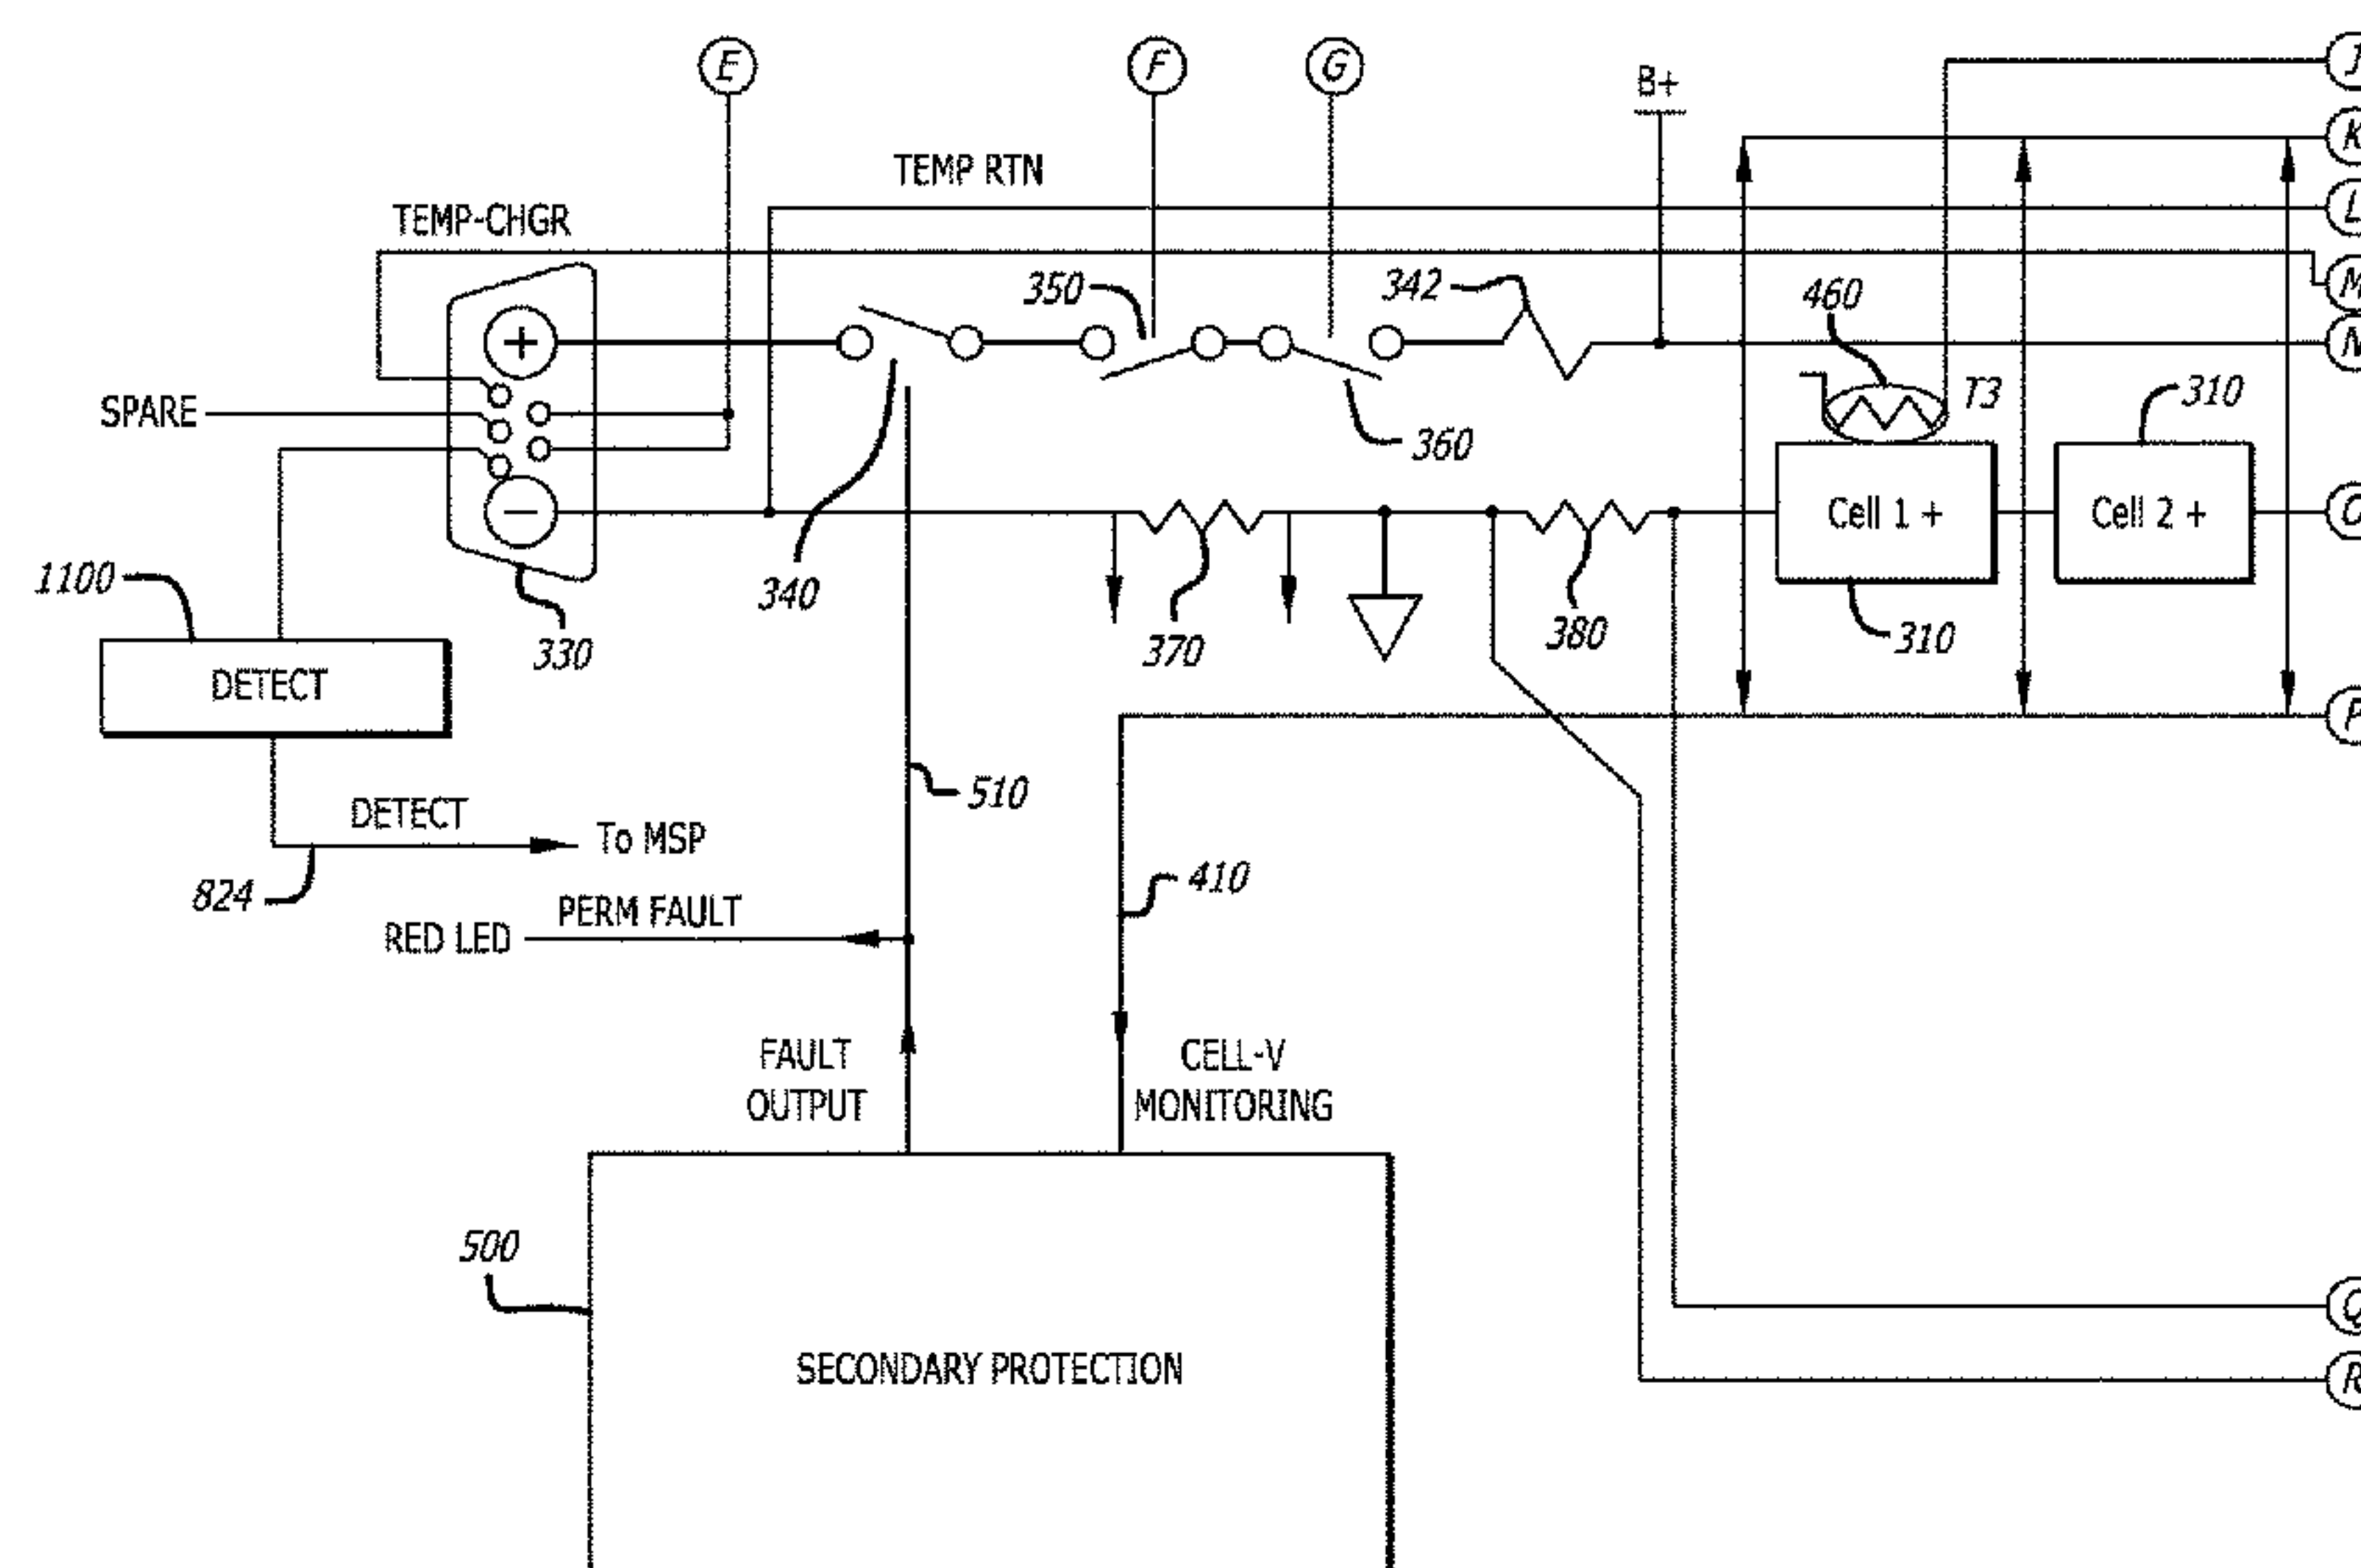 E
F
G
B+
J
K
TEMP RTN
L
TEMP-CHGR
M
350
342
460
+
N
SPARE
T3
310
360
-
Cell 1 +
Cell 2 +
O
1100
340
330
370
380
310
DETECT
P
510
DETECT
To MSP
824
410
PERM FAULT
RED LED
FAULT
OUTPUT
CELL-V
MONITORING
500
Q
SECONDARY PROTECTION
R